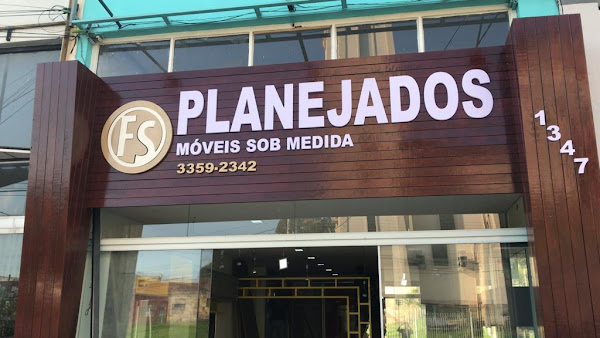 FS
PLANEJADOS
MÓVEIS SOB MEDIDA
3359-2342
1347